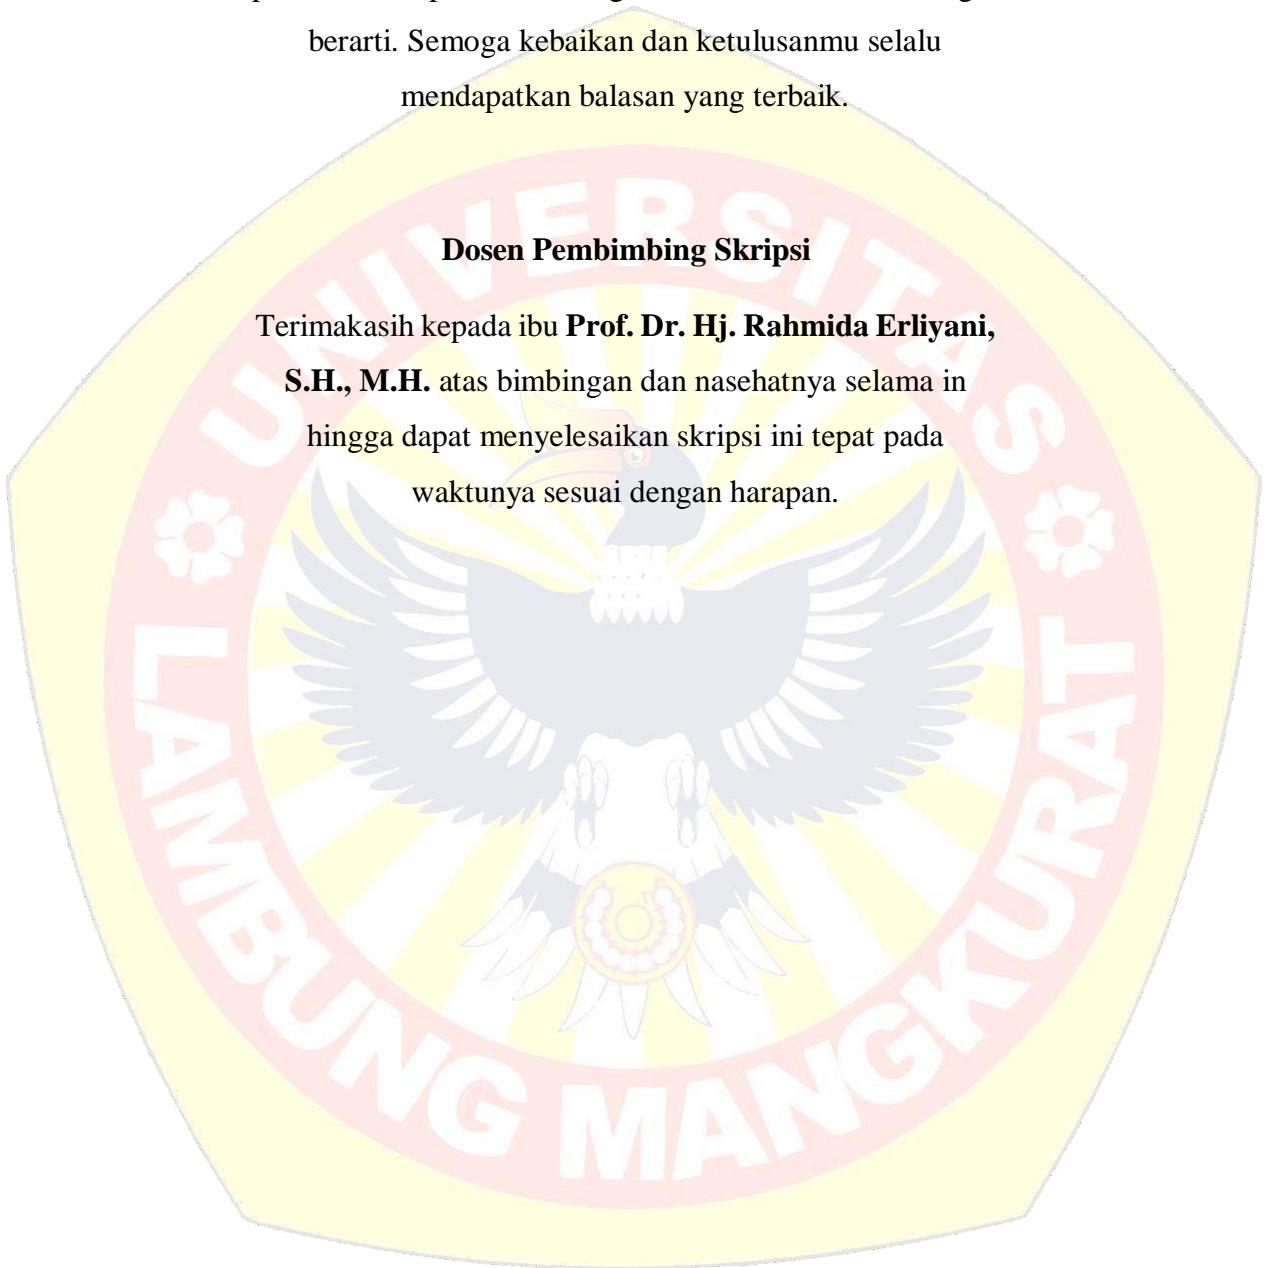 berarti. Semoga kebaikan dan ketulusanmu selalu
mendapatkan balasan yang terbaik.
Dosen Pembimbing Skripsi
Terimakasih kepada ibu Prof. Dr. Hj. Rahmida Erliyani,
S.H., M.H. atas bimbingan dan nasehatnya selama in
hingga dapat menyelesaikan skripsi ini tepat pada
waktunya sesuai dengan harapan.
UNIVERSITAS
LAMBUNG MANGKURAT